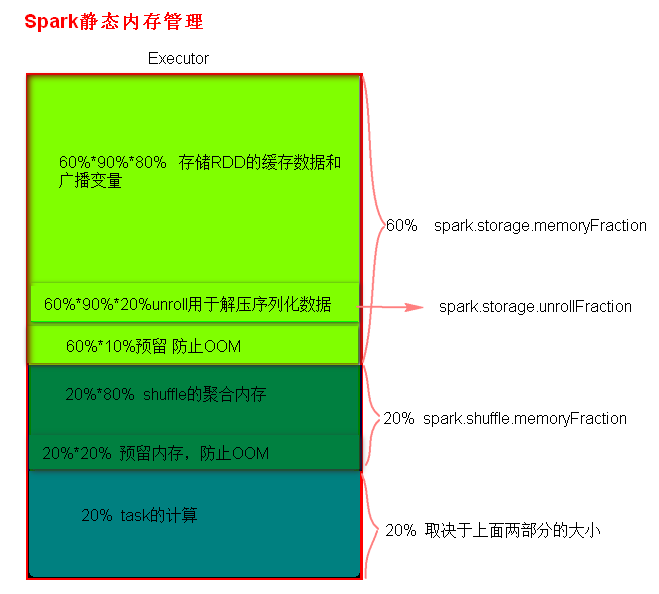 Spark静态内存管理
Executor
60%*90%*80% 存储RDD的缓存数据和
广播变量
60% spark.storage.memoryFraction
60%*90%*20%unroll用于解压序列化数据
spark.storage.unrollFraction
60%*10%预留 防止OOM
20%*80% shuffle的聚合内存
20% spark.shuffle.memoryFraction
20%*20% 预留内存，防止OOM
20% task的计算
20% 取决于上面两部分的大小